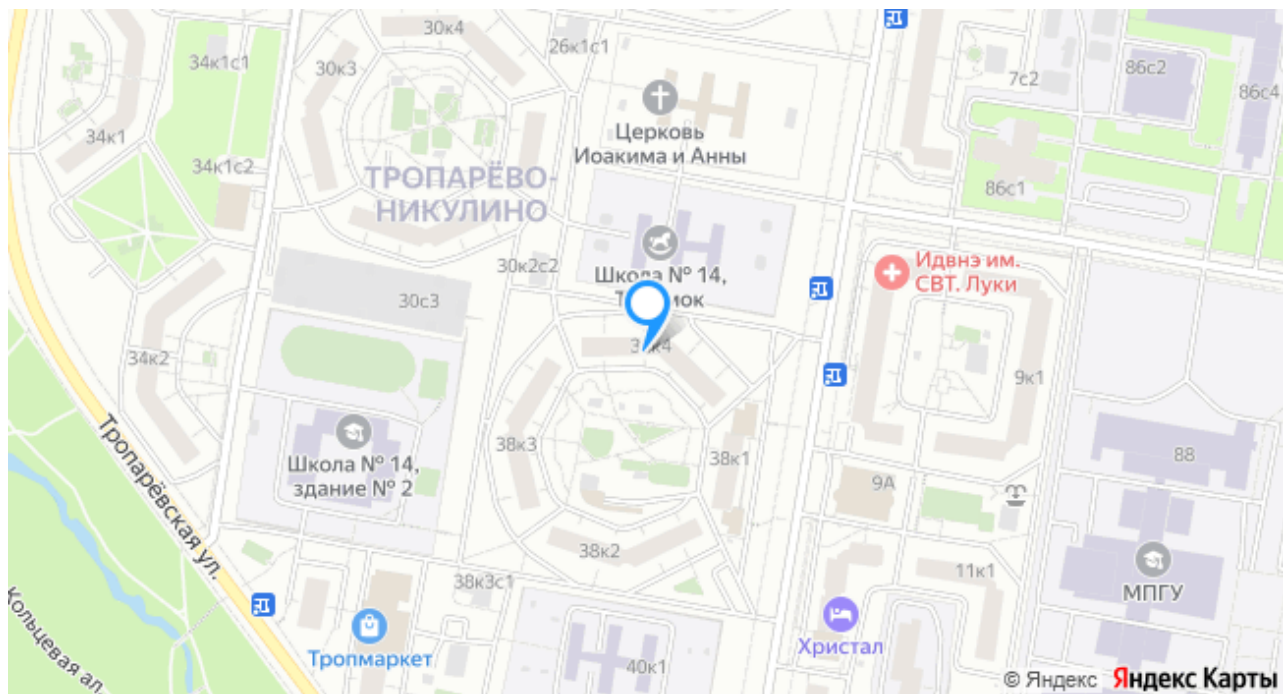 30к4
26к1с1
34к1с1
30к3
7с2
86с2
86с4
34к1
Церковь
Иоакима и Анны
34к1с2
ТРОПАРЁВО-
НИКУЛИНО
86с1
30к2с2
Школа № 14,
Идвнэ им.
СВТ. Луки
30с3
34к2
9к1
Тропарёвская ул.
38к3
38к1
88
Школа № 14,
здание № 2
9А
38к2
11к1
38к3с1
МПГУ
Кольцевая ал.
Тропмаркет
Христал
40к1
© Яндекс Яндекс Карты